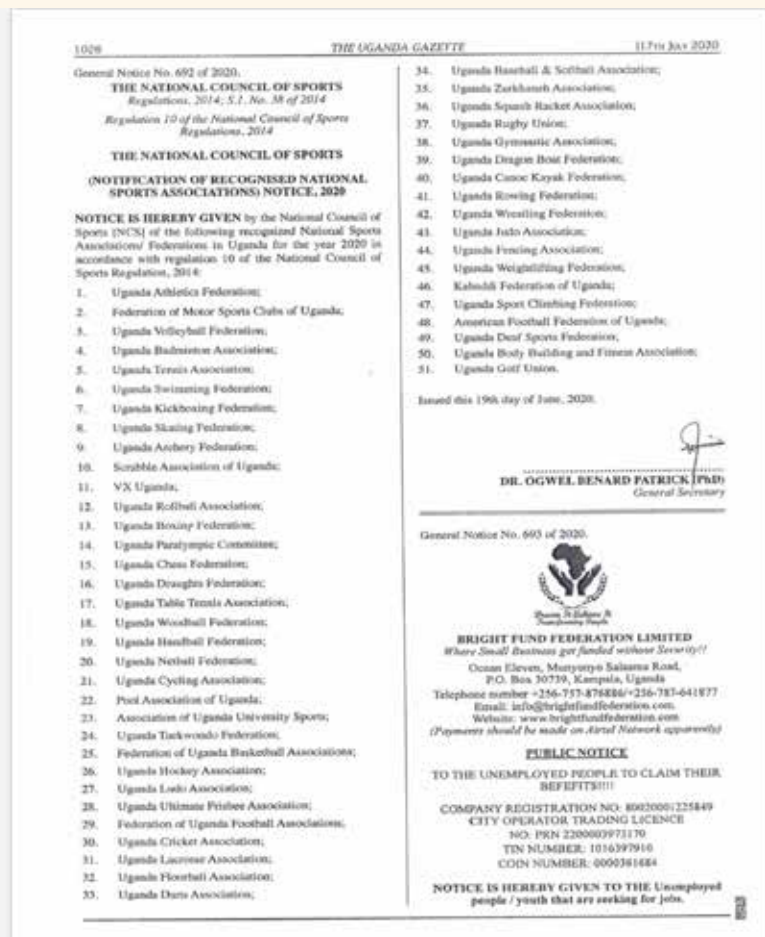 1026
THE UGANDA GAZETTE
[17TH JULY 2020
General Notice No. 692 of 2020.
THE NATIONAL COUNCIL OF SPORTS
Regulations, 2014; S.I. No. 38 of 2014
Regulation 10 of the National Council of Sports
Regulations, 2014
THE NATIONAL COUNCIL OF SPORTS
(NOTIFICATION OF RECOGNISED NATIONAL
SPORTS ASSOCIATIONS) NOTICE, 2020
NOTICE IS HEREBY GIVEN by the National Council of
Sports [NCS] of the following recognized National Sports
Associations/ Federations in Uganda for the year 2020 in
accordance with regulation 10 of the National Council of
Sports Regulation, 2014:
1. Uganda Athletics Federation;
2. Federation of Motor Sports Clubs of Uganda;
3. Uganda Volleyball Federation;
4. Uganda Badminton Association;
5. Uganda Tennis Association;
6. Uganda Swimming Federation;
7. Uganda Kickboxing Federation;
8. Uganda Skating Federation;
9. Uganda Archery Federation;
10. Scrabble Association of Uganda;
11. VX Uganda;
12. Uganda Rollball Association;
13. Uganda Boxing Federation;
14. Uganda Paralympic Committee;
15. Uganda Chess Federation;
16. Uganda Draughts Federation;
17. Uganda Table Tennis Association;
18. Uganda Woodball Federation;
19. Uganda Handball Federation;
20. Uganda Netball Federation;
21. Uganda Cycling Association;
22. Pool Association of Uganda;
23. Association of Uganda University Sports;
24. Uganda Taekwondo Federation;
25. Federation of Uganda Basketball Associations;
26. Uganda Hockey Association;
27. Uganda Ludo Association;
28. Uganda Ultimate Frisbee Association;
29. Federation of Uganda Football Associations;
30. Uganda Cricket Association;
31. Uganda Lacrosse Association;
32. Uganda Floorball Association;
33. Uganda Darts Association;
34. Uganda Baseball & Softball Association;
35. Uganda Zurkhaneh Association;
36. Uganda Squash Racket Association;
37. Uganda Rugby Union;
38. Uganda Gymnastic Association;
39. Uganda Dragon Boat Federation;
40. Uganda Canoe Kayak Federation;
41. Uganda Rowing Federation;
42. Uganda Wrestling Federation;
43. Uganda Judo Association;
44. Uganda Fencing Association;
45. Uganda Weightlifting Federation;
46. Kabaddi Federation of Uganda;
47. Uganda Sport Climbing Federation;
48. American Football Federation of Uganda;
49. Uganda Deaf Sports Federation;
50. Uganda Body Building and Fitness Association;
51. Uganda Golf Union.
Issued this 19th day of June, 2020.
DR. OGWEL BENARD PATRICK (PhD)
General Secretary
General Notice No. 693 of 2020.
BRIGHT FUND FEDERATION LIMITED
Where Small Business get funded without Security!!
Ocean Eleven, Munyonyo Salaama Road,
P.O. Box 30739, Kampala, Uganda
Telephone number +256-757-876886/+256-787-641877
Email: info@brightfundfederation.com
Website: www.brightfundfederation.com
(Payments should be made on Airtel Network apparently)
PUBLIC NOTICE
TO THE UNEMPLOYED PEOPLE TO CLAIM THEIR
BEFEFITS!!!!
COMPANY REGISTRATION NO: 80020001225849
CITY OPERATOR TRADING LICENCE
NO: PRN 2200003973170
TIN NUMBER: 1016397910
COIN NUMBER: 0000361684
NOTICE IS HEREBY GIVEN TO THE Unemployed
people / youth that are seeking for jobs.